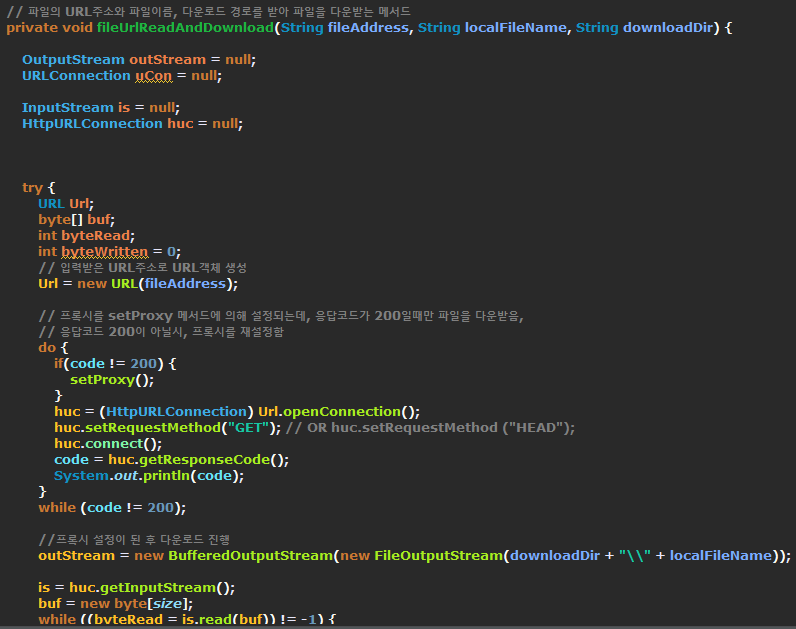 // 파일의 URL주소와 파일이름, 다운로드 경로를 받아 파일을 다운받는 메서드
private void fileUrlReadAndDownload(String fileAddress, String localFileName, String downloadDir) {
OutputStream outStream = null;
URLConnection uCon = null;
InputStream is = null;
HttpURLConnection huc = null;
try {
URL Url;
byte[] buf;
int byteRead;
int byteWritten = 0;
// 입력받은 URL주소로 URL객체 생성
Url = new URL(fileAddress);
// 프록시를 setProxy 메서드에 의해 설정되는데, 응답코드가 200일때만 파일을 다운받음,
// 응답코드 200이 아닐시, 프록시를 재설정함
do {
if(code != 200) {
setProxy();
}
huc = (HttpURLConnection) Url.openConnection();
huc.setRequestMethod("GET"); // OR huc.setRequestMethod ("HEAD");
huc.connect();
code = huc.getResponseCode();
System.out.println(code);
}
while (code != 200);
//프록시 설정이 된 후 다운로드 진행
outStream = new BufferedOutputStream(new FileOutputStream(downloadDir + "\\" + localFileName));
is = huc.getInputStream();
buf = new byte[size];
while ((byteRead = is.read(buf)) != -1) {